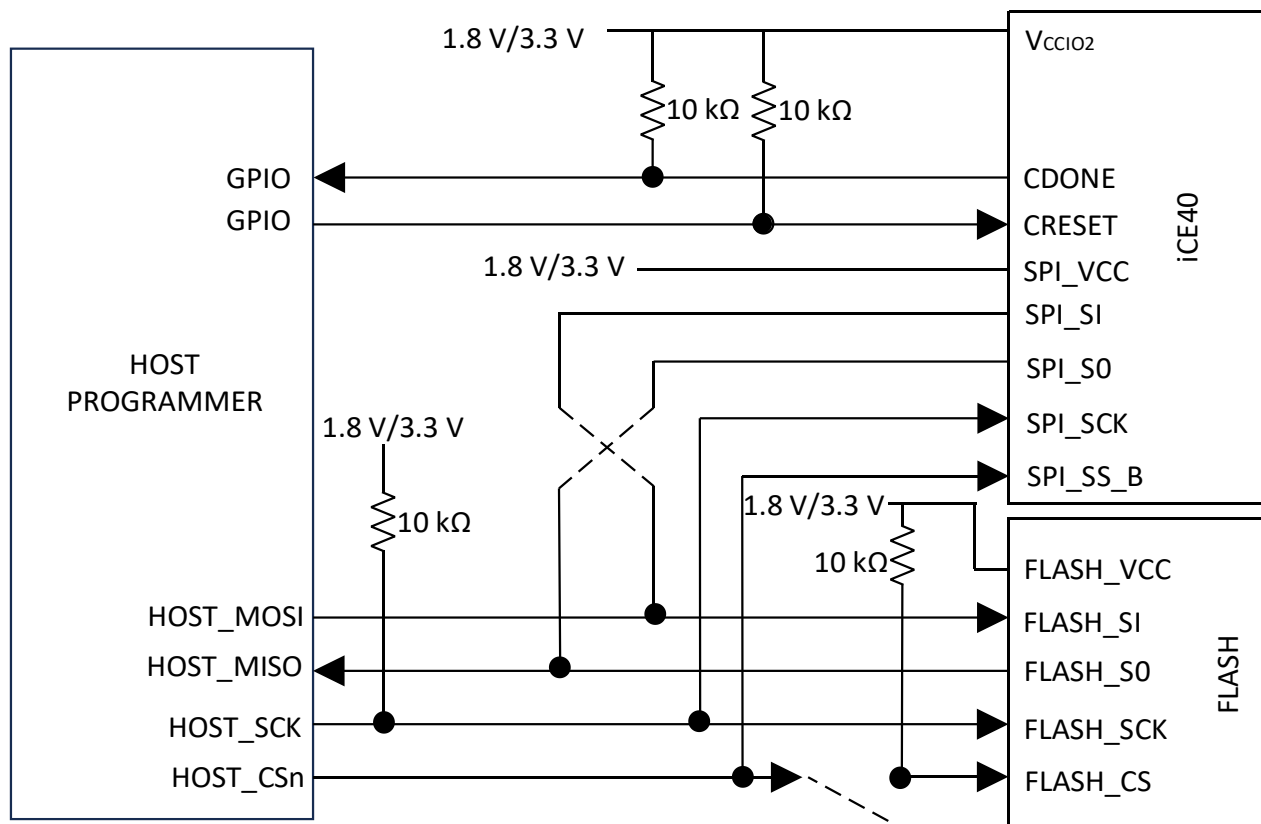 1.8 V/3.3 V
VCCIO2
10 kΩ
10 kΩ
GPIO
CDONE
GPIO
CRESET
iCE40
1.8 V/3.3 V
SPI_VCC
SPI_SI
HOST
PROGRAMMER
SPI_S0
1.8 V/3.3 V
SPI_SCK
SPI_SS_B
1.8 V/3.3 V
10 kΩ
10 kΩ
FLASH_VCC
HOST_MOSI
FLASH_SI
HOST_MISO
FLASH_S0
FLASH
HOST_SCK
FLASH_SCK
HOST_CSn
FLASH_CS